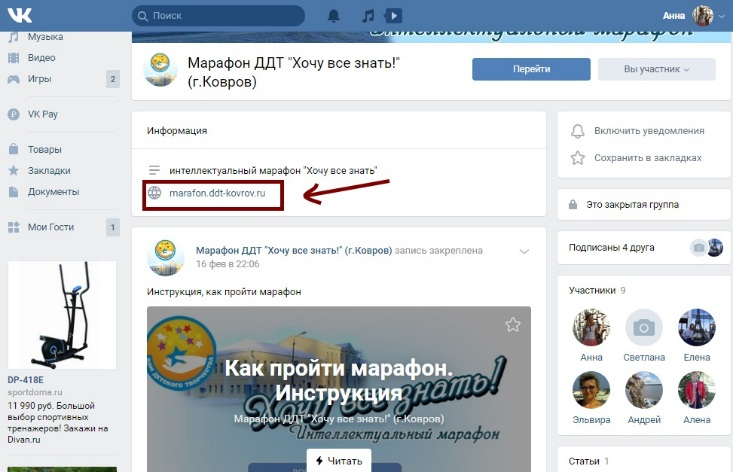 Поиск
Анна
Музыка
Видео
Игры 2
VK Pay
Товары
Закладки
Документы
Мои Гости 1
DP-418E
sportdoma.ru
11 990 руб. Большой
выбор спортивных
тренажеров! Закажи на
Divan.ru
Интеллектуальный марафон
Марафон ДДТ "Хочу все знать!"
(г.Ковров)
Перейти
Вы участник
Информация
интеллектуальный марафон "Хочу все знать"
marafon.ddt-kovrov.ru
Марафон ДДТ "Хочу все знать!" (г.Ковров) запись закреплена
16 фев в 22:06
Инструкция, как пройти марафон
Как пройти марафон.
Инструкция
Хочу все знать!
Марафон ДДТ "Хочу все знать!" (г.Ковров)
Интеллектуальный марафон
Читать
Включить уведомления
Сохранить в закладках
Это закрытая группа
Подписаны 4 друга
Участники 9
Анна Светлана Елена
Эльвира Андрей Алена
Статьи 1